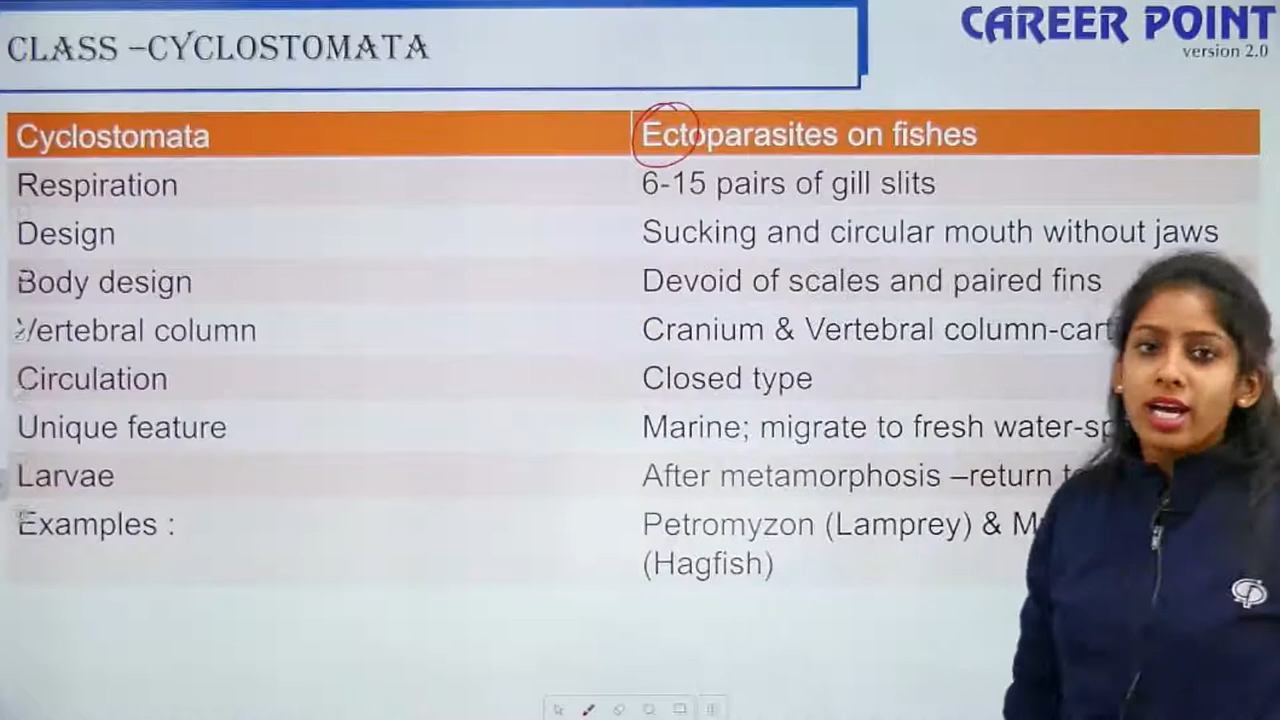 CLASS –CYCLOSTOMATA
CAREER POINT
version 2.0
Cyclostomata Ectoparasites on fishes
Respiration 6-15 pairs of gill slits
Design Sucking and circular mouth without jaws
Body design Devoid of scales and paired fins
Vertebral column Cranium & Vertebral column-cart
Circulation Closed type
Unique feature Marine; migrate to fresh water-sp
Larvae After metamorphosis –return
Examples : Petromyzon (Lamprey) &
(Hagfish)